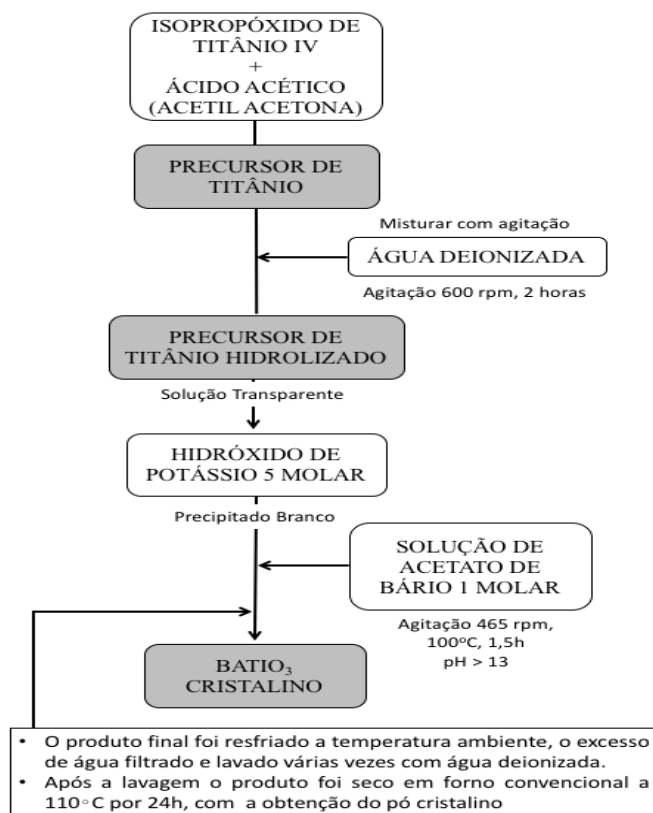 ISOPROPÓXIDO DE
TITÂNIO IV
+
ÁCIDO ACÉTICO
(ACETIL ACETONA)
PRECURSOR DE
TITÂNIO
Misturar com agitação
ÁGUA DEIONIZADA
Agitação 600 rpm, 2 horas
PRECURSOR DE
TITÂNIO HIDROLIZADO
Solução Transparente
HIDRÓXIDO DE
POTÁSSIO 5 MOLAR
Precipitado Branco
SOLUÇÃO DE
ACETATO DE
BÁRIO 1 MOLAR
Agitação 465 rpm,
100ºC, 1,5h
pH > 13
BATIO₃
CRISTALINO
• O produto final foi resfriado a temperatura ambiente, o excesso
de água filtrado e lavado várias vezes com água deionizada.
• Após a lavagem o produto foi seco em forno convencional a
110◦C por 24h, com a obtenção do pó cristalino